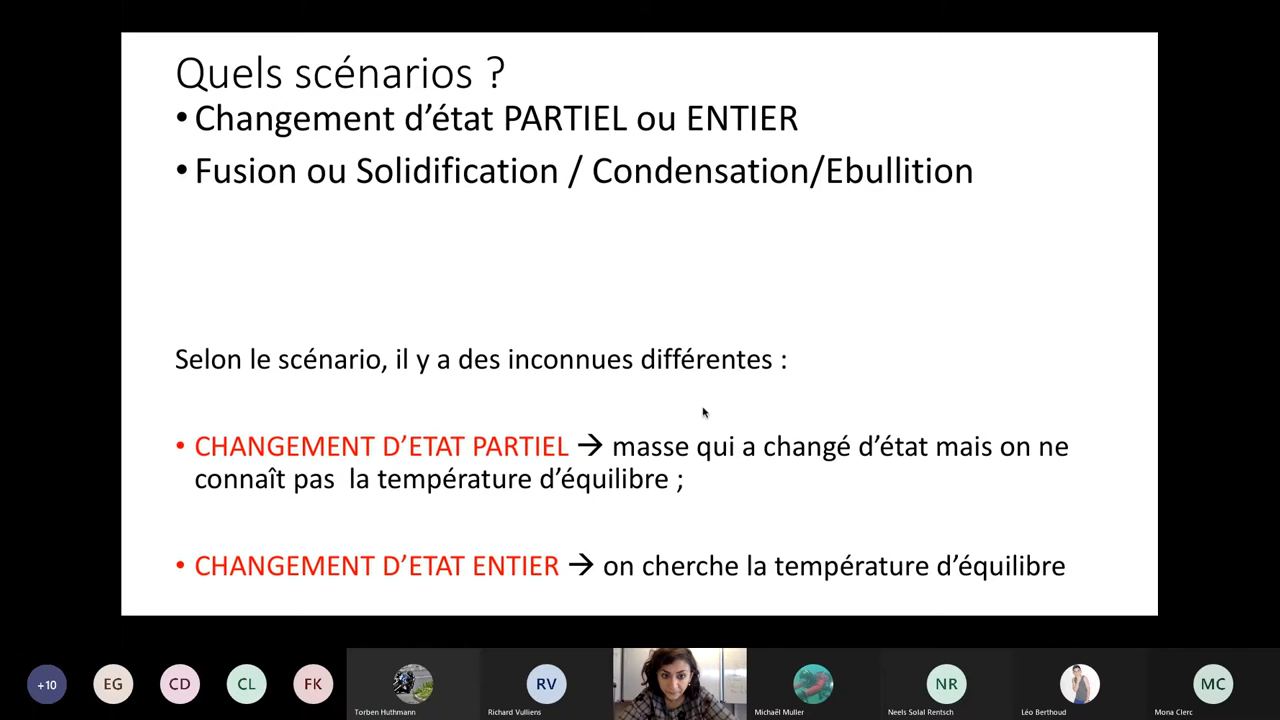 Quels scénarios ?
•Changement d’état PARTIEL ou ENTIER
•Fusion ou Solidification / Condensation/Ebullition
Selon le scénario, il y a des inconnues différentes :
• CHANGEMENT D’ETAT PARTIEL → masse qui a changé d’état mais on ne
connaît pas la température d’équilibre ;
• CHANGEMENT D’ETAT ENTIER → on cherche la température d’équilibre
+10
EG
CD
CL
FK
Torben Huthmann
RV
Richard Vulliens
Michaël Muller
NR
Neels Solal Rentsch
Léo Berthoud
MC
Mona Clerc